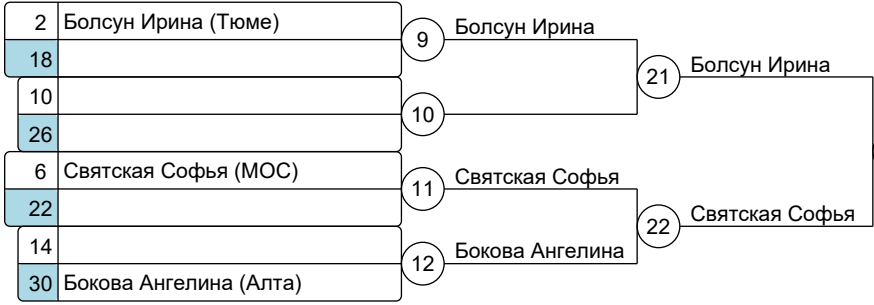 2 Болсун Ирина (Тюме)
18
10
26
6 Святская Софья (МОС)
22
14
30 Бокова Ангелина (Алта)
9 Болсун Ирина
10
11 Святская Софья
12 Бокова Ангелина
21 Болсун Ирина
22 Святская Софья